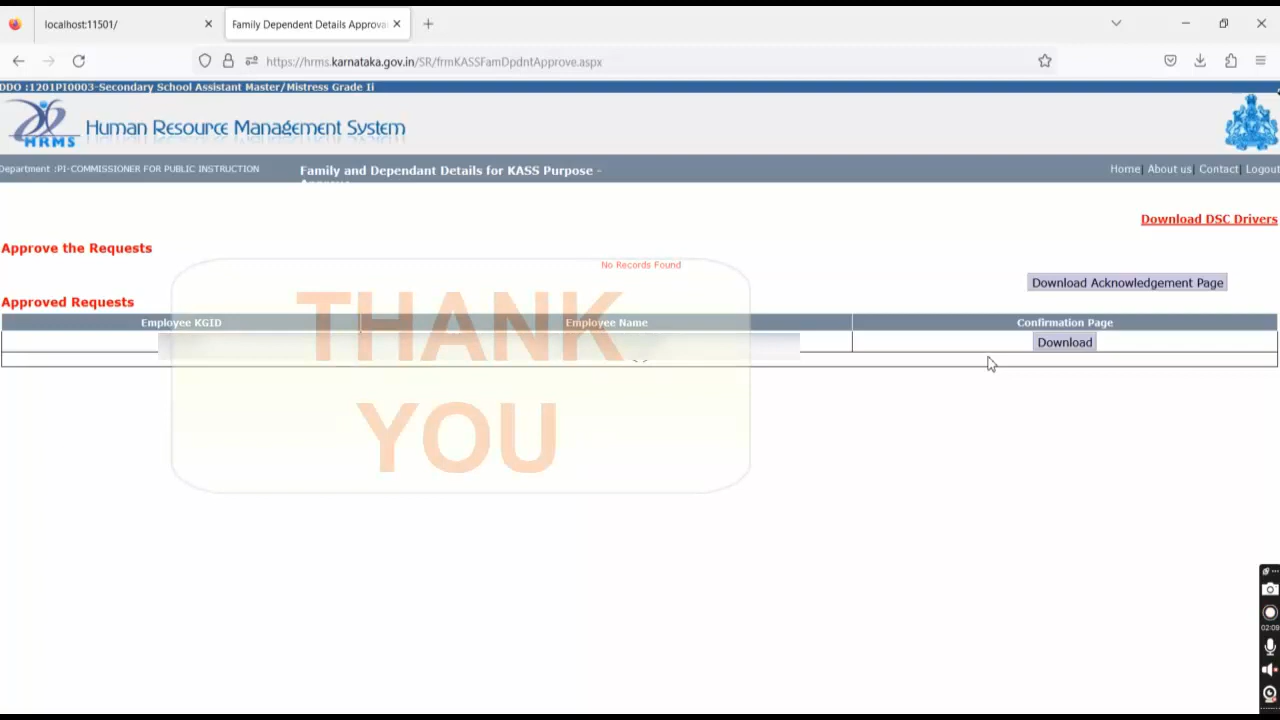 localhost:11501/
Family Dependent Details Approva
https://hrms.karnataka.gov.in/SR/frmKASSFamDpdntApprove.aspx
DDO :1201PI0003-Secondary School Assistant Master/Mistress Grade Ii
HRMS
Human Resource Management System
Department :PI-COMMISSIONER FOR PUBLIC INSTRUCTION
Family and Dependant Details for KASS Purpose -
Home| About us| Contact| Logout
Download DSC Drivers
Approve the Requests
No Records Found
Download Acknowledgement Page
Approved Requests
Employee KGID Employee Name Confirmation Page
Download
THANK
YOU
02:09